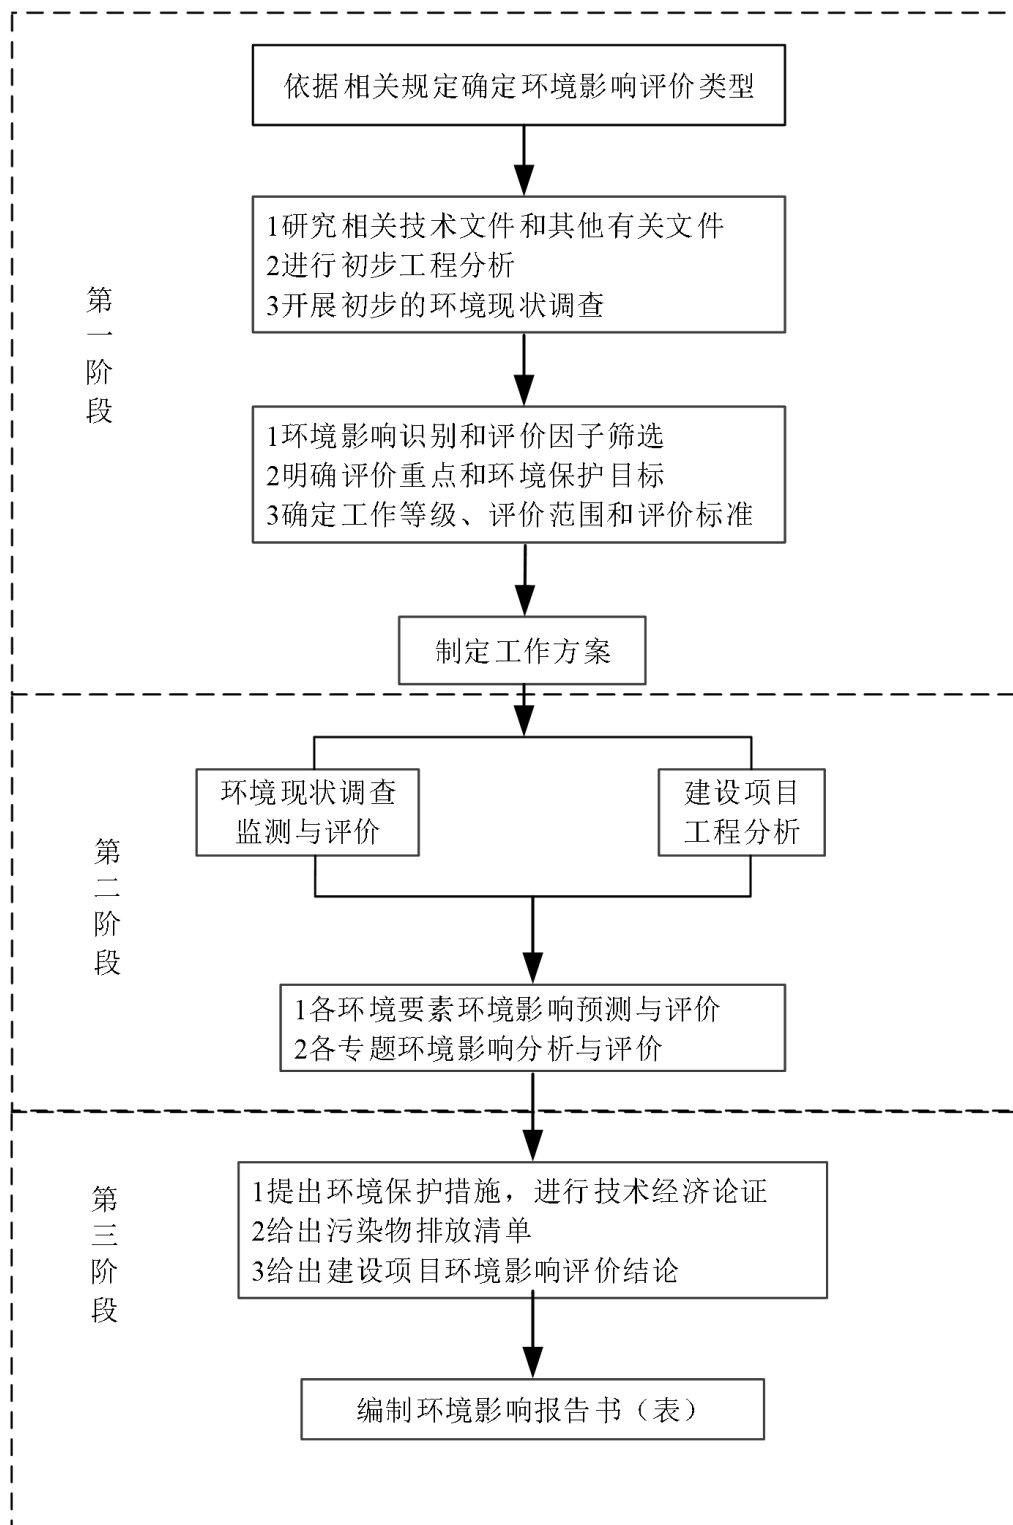 依据相关规定确定环境影响评价类型
1研究相关技术文件和其他有关文件
2进行初步工程分析
3开展初步的环境现状调查
第
一
阶
段
1环境影响识别和评价因子筛选
2明确评价重点和环境保护目标
3确定工作等级、评价范围和评价标准
制定工作方案
环境现状调查
监测与评价
建设项目
工程分析
第
二
阶
段
1各环境要素环境影响预测与评价
2各专题环境影响分析与评价
1提出环境保护措施，进行技术经济论证
2给出污染物排放清单
3给出建设项目环境影响评价结论
第
三
阶
段
编制环境影响报告书（表）